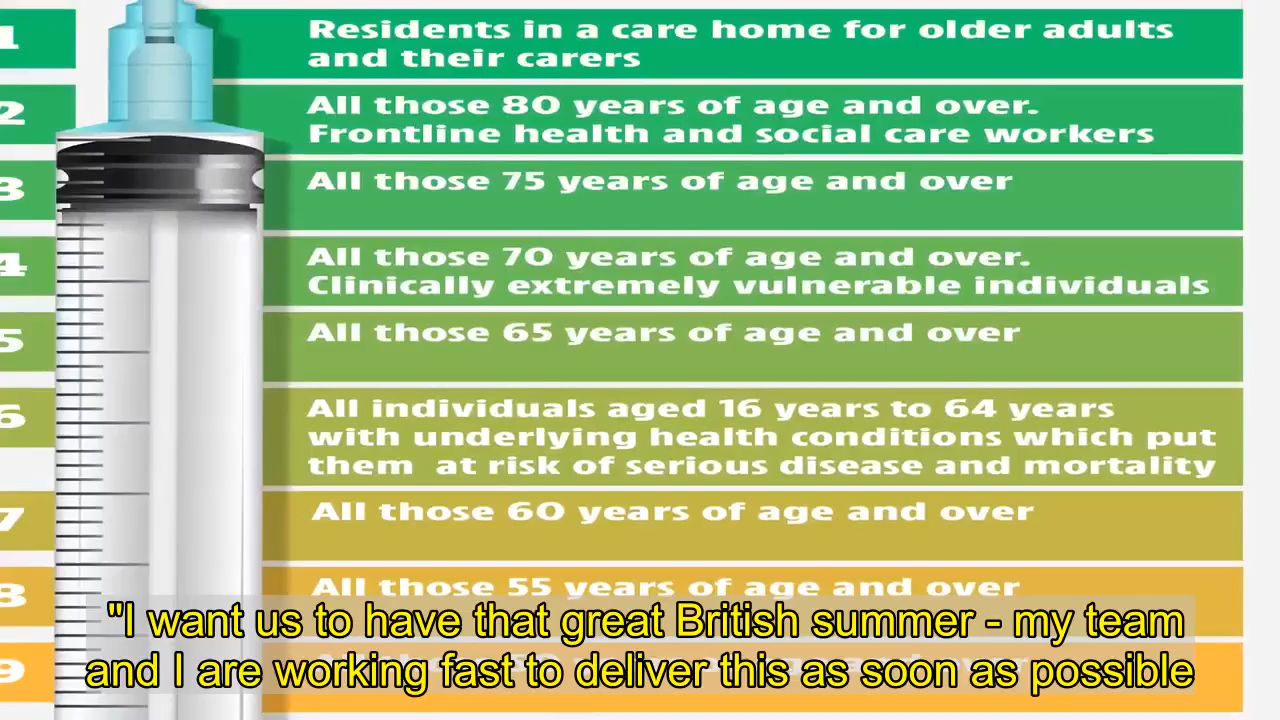 1
Residents in a care home for older adults
and their carers
2
All those 80 years of age and over.
Frontline health and social care workers
3
All those 75 years of age and over
4
All those 70 years of age and over.
Clinically extremely vulnerable individuals
5
All those 65 years of age and over
6
All individuals aged 16 years to 64 years
with underlying health conditions which put
them at risk of serious disease and mortality
7
All those 60 years of age and over
8
All those 55 years of age and over
"I want us to have that great British summer - my team
9
and I are working fast to deliver this as soon as possible